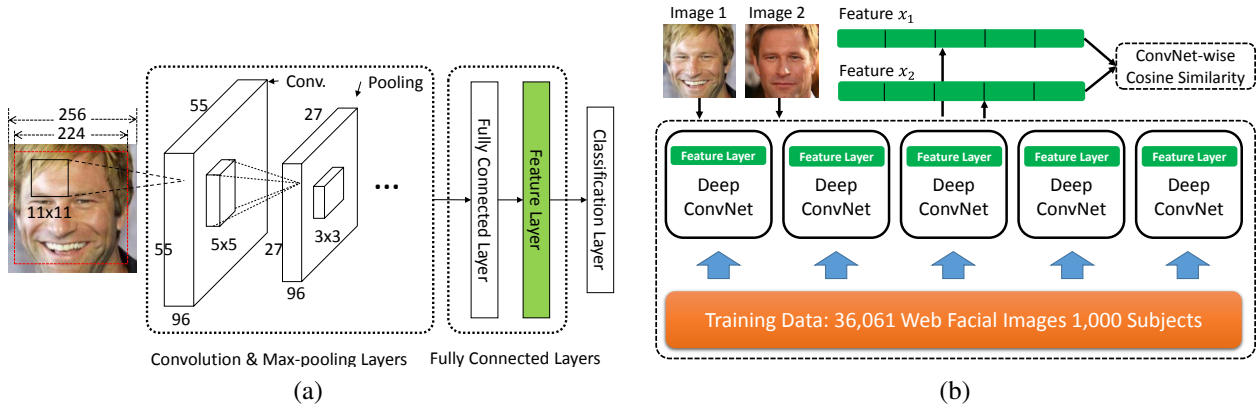 256
224
11x11
55
55
96
Conv.
5x5
27
27
96
Pooling
3x3
...
Fully Connected Layer
Feature Layer
Classification Layer
Convolution & Max-pooling Layers
Fully Connected Layers
(a)
Image 1
Image 2
Feature x₁
Feature x₂
ConvNet-wise
Cosine Similarity
Feature Layer
Deep
ConvNet
Feature Layer
Deep
ConvNet
Feature Layer
Deep
ConvNet
Feature Layer
Deep
ConvNet
Feature Layer
Deep
ConvNet
Training Data: 36,061 Web Facial Images 1,000 Subjects
(b)